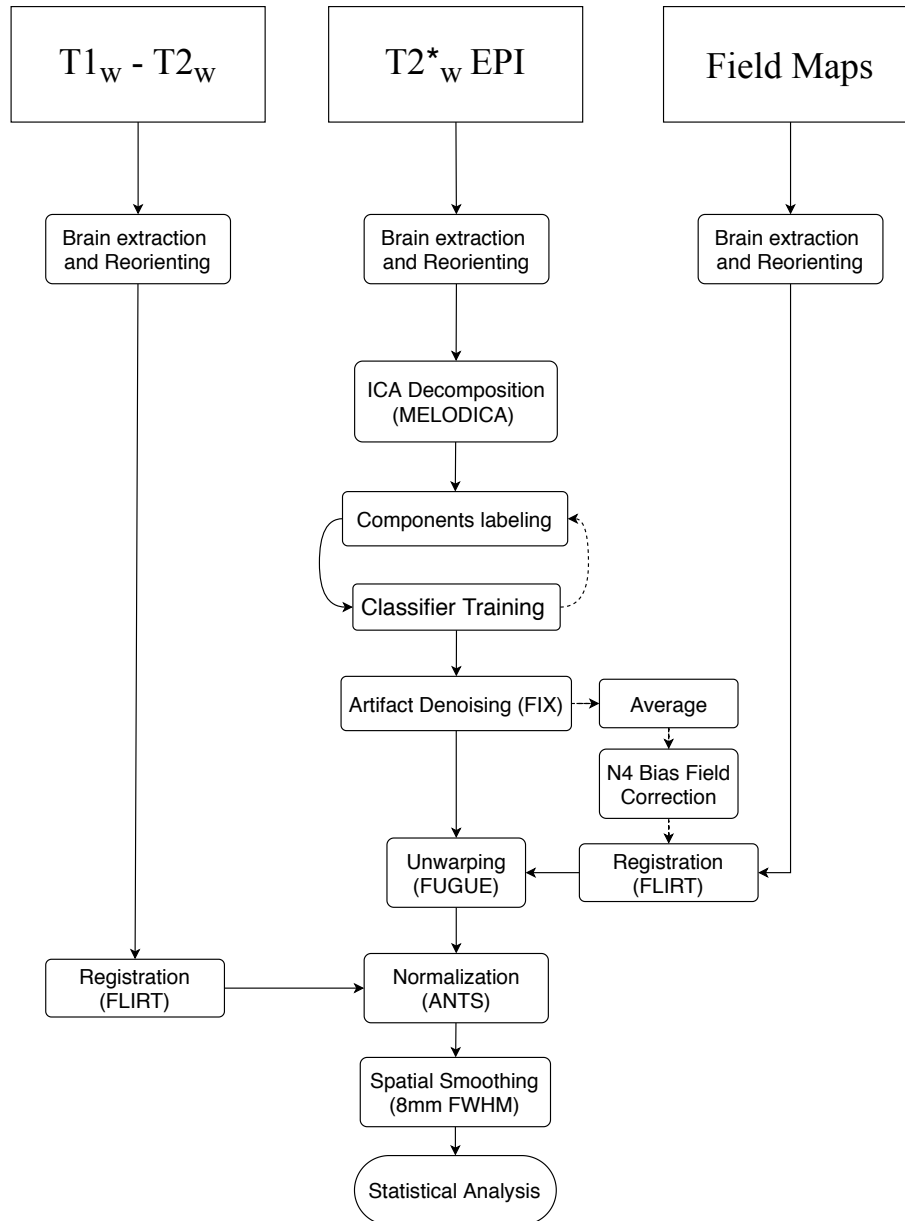 T1w - T2w
T2*w EPI
Field Maps
Brain extraction
and Reorienting
Brain extraction
and Reorienting
Brain extraction
and Reorienting
ICA Decomposition
(MELODICA)
Components labeling
Classifier Training
Artifact Denoising (FIX)
Average
N4 Bias Field
Correction
Unwarping
(FUGUE)
Registration
(FLIRT)
Registration
(FLIRT)
Normalization
(ANTS)
Spatial Smoothing
(8mm FWHM)
Statistical Analysis